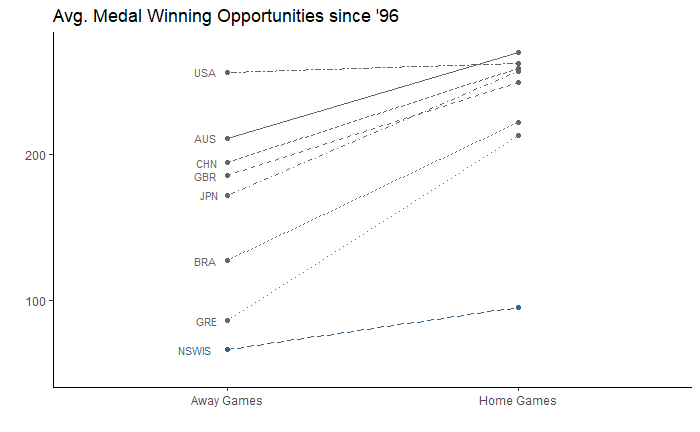 Avg. Medal Winning Opportunities since '96
USA
AUS
200
CHN
GBR
JPN
BRA
100
GRE
NSWIS
Away Games
Home Games